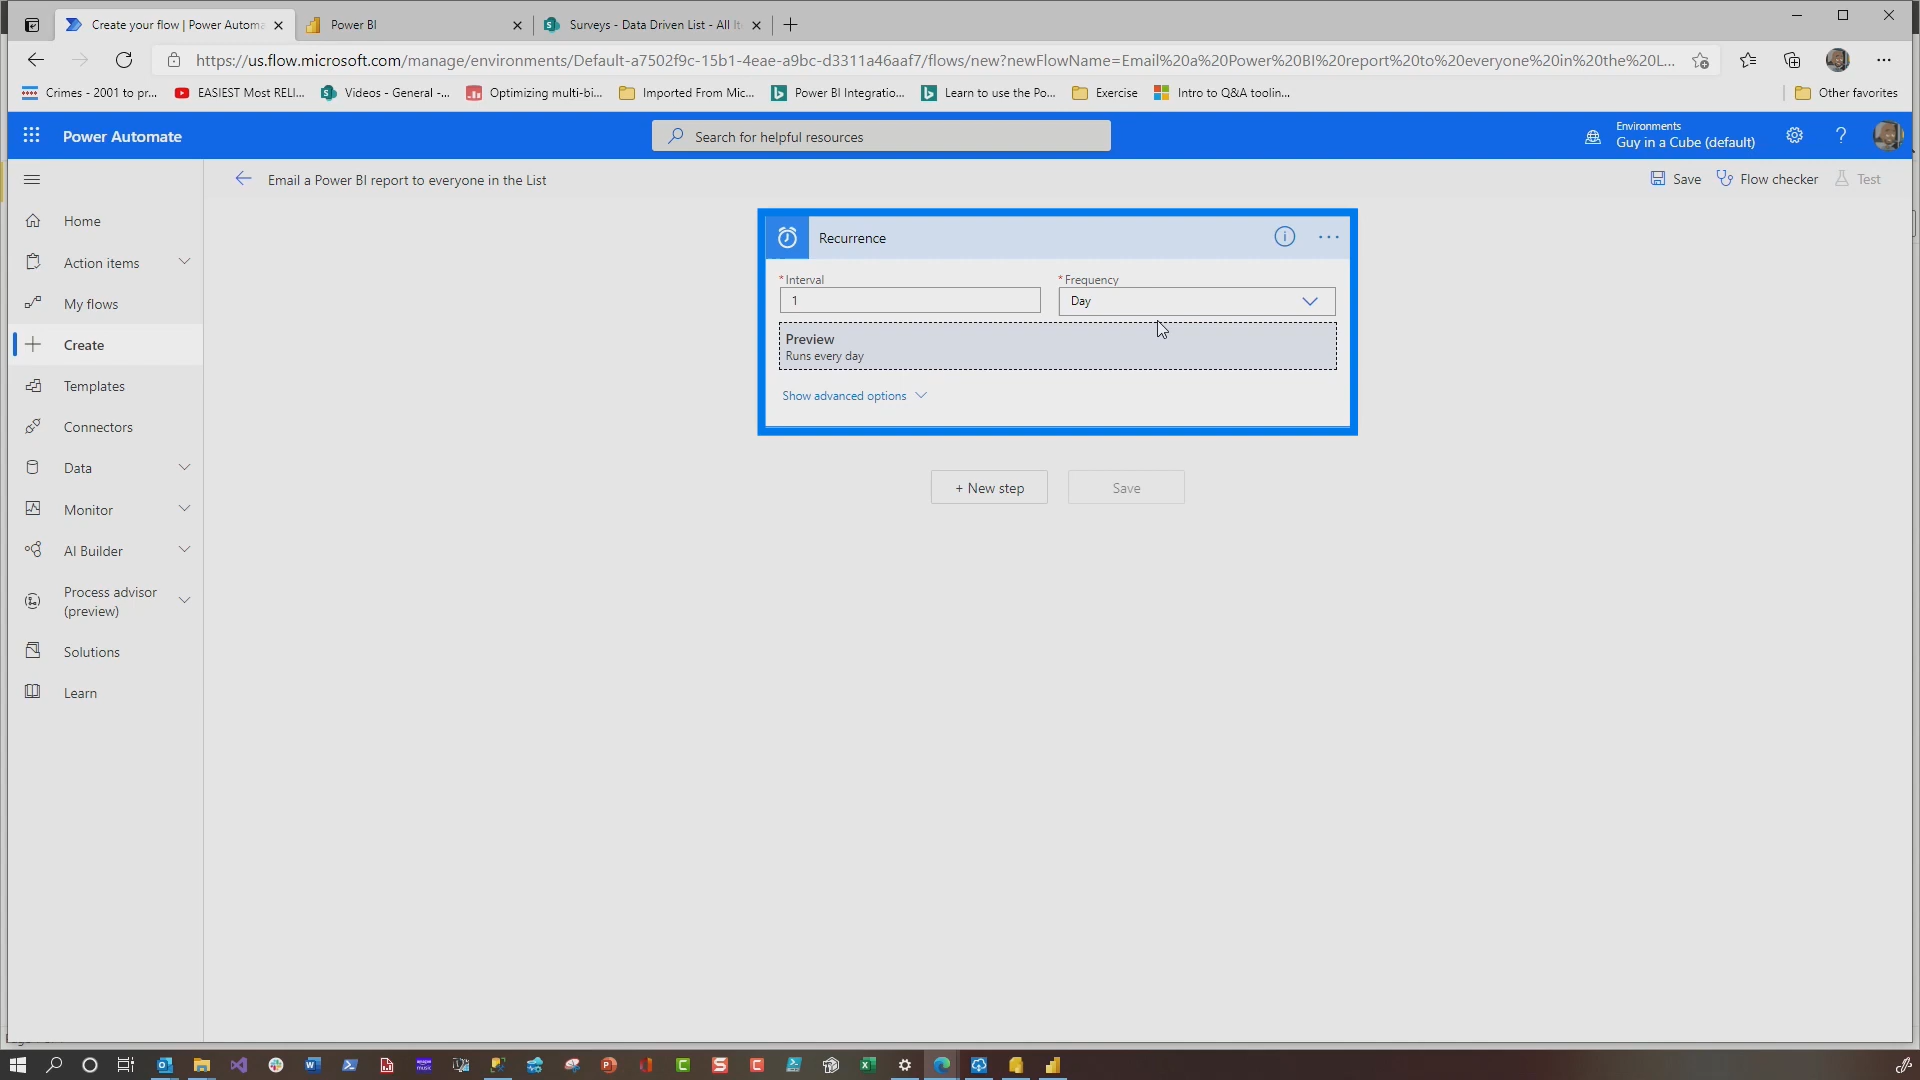 Create your flow | Power Automa
Power BI
Surveys - Data Driven List - All It
https://us.flow.microsoft.com/manage/environments/Default-a7502f9c-15b1-4eae-a9bc-d3311a46aaf7/flows/new?newFlowName=Email%20a%20Power%20BI%20report%20to%20everyone%20in%20the%20L...
Crimes - 2001 to pr...
EASIEST Most RELI...
Videos - General -...
Optimizing multi-bi...
Imported From Mic...
Power BI Integratio...
Learn to use the Po...
Exercise
Intro to Q&A toolin...
Other favorites
Power Automate
Search for helpful resources
Environments
Guy in a Cube (default)
Email a Power BI report to everyone in the List
Save
Flow checker
Test
Home
Action items
My flows
Create
Templates
Connectors
Data
Monitor
AI Builder
Process advisor
(preview)
Solutions
Learn
Recurrence
* Interval
1
* Frequency
Day
Preview
Runs every day
Show advanced options
+ New step
Save